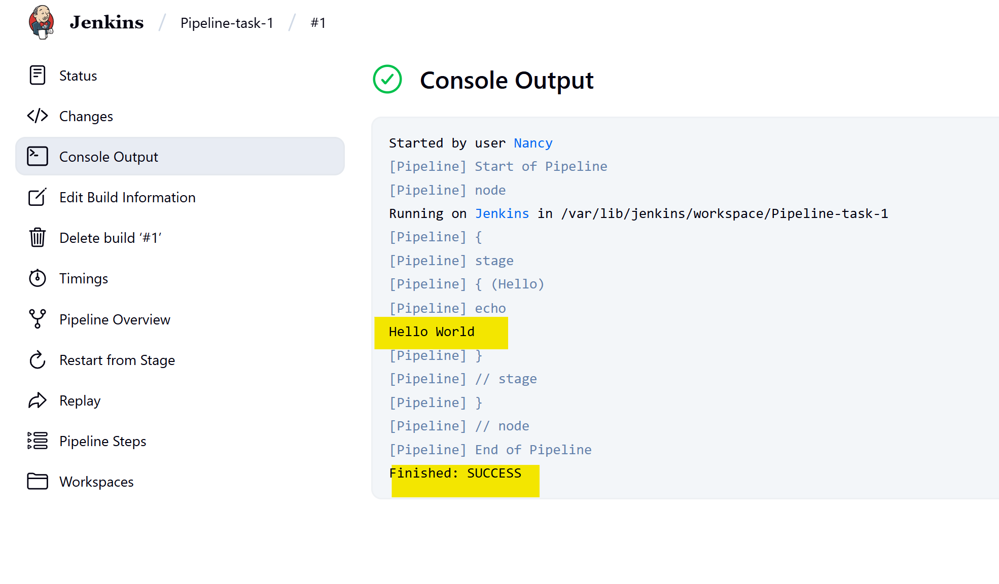 Jenkins / Pipeline-task-1 / #1
Status
Changes
Console Output
Edit Build Information
Delete build ‘#1’
Timings
Pipeline Overview
Restart from Stage
Replay
Pipeline Steps
Workspaces
Console Output
Started by user Nancy
[Pipeline] Start of Pipeline
[Pipeline] node
Running on Jenkins in /var/lib/jenkins/workspace/Pipeline-task-1
[Pipeline] {
[Pipeline] stage
[Pipeline] { (Hello)
[Pipeline] echo
Hello World
[Pipeline] }
[Pipeline] // stage
[Pipeline] }
[Pipeline] // node
[Pipeline] End of Pipeline
Finished: SUCCESS